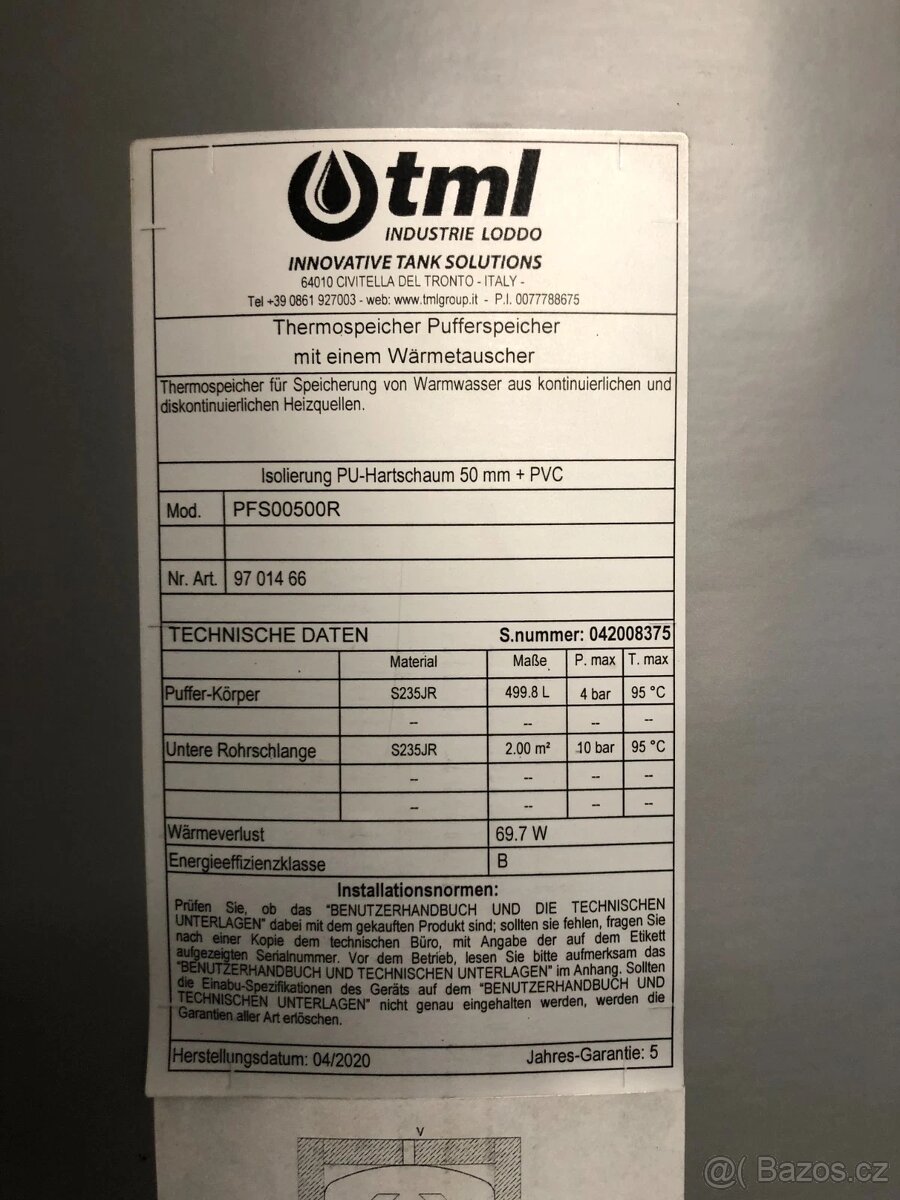 tml
INDUSTRIE LODDO
INNOVATIVE TANK SOLUTIONS
64010 CIVITELLA DEL TRONTO - ITALY -
Tel +39 0861 927003 - web: www.tmlgroup.it - P.I. 0077788675
Thermospeicher Pufferspeicher
mit einem Wärmetauscher
Thermospeicher für Speicherung von Warmwasser aus kontinuierlichen und
diskontinuierlichen Heizquellen.
Isolierung PU-Hartschaum 50 mm + PVC
Mod. PFS00500R
Nr. Art. 97 014 66
TECHNISCHE DATEN S.nummer: 042008375
Material Maße P. max T. max
Puffer-Körper S235JR 499.8 L 4 bar 95 °C
-- -- -- --
Untere Rohrschlange S235JR 2.00 m² 10 bar 95 °C
-- -- -- --
-- -- -- --
Wärmeverlust 69.7 W
Energieeffizienzklasse B
Installationsnormen:
Prüfen Sie, ob das "BENUTZERHANDBUCH UND DIE TECHNISCHEN
UNTERLAGEN" dabei mit dem gekauften Produkt sind; sollten sie fehlen, fragen Sie
nach einer Kopie dem technischen Büro, mit Angabe der auf dem Etikett
aufgezeigten Serialnummer. Vor dem Betrieb, lesen Sie bitte aufmerksam das
"BENUTZERHANDBUCH UND TECHNISCHEN UNTERLAGEN" im Anhang. Sollten
die Einabu-Spezifikationen des Geräts auf dem "BENUTZERHANDBUCH UND
TECHNISCHEN UNTERLAGEN" nicht genau eingehalten werden, werden die
Garantien aller Art erlöschen.
Herstellungsdatum: 04/2020 Jahres-Garantie: 5
V
@( Bazos.cz